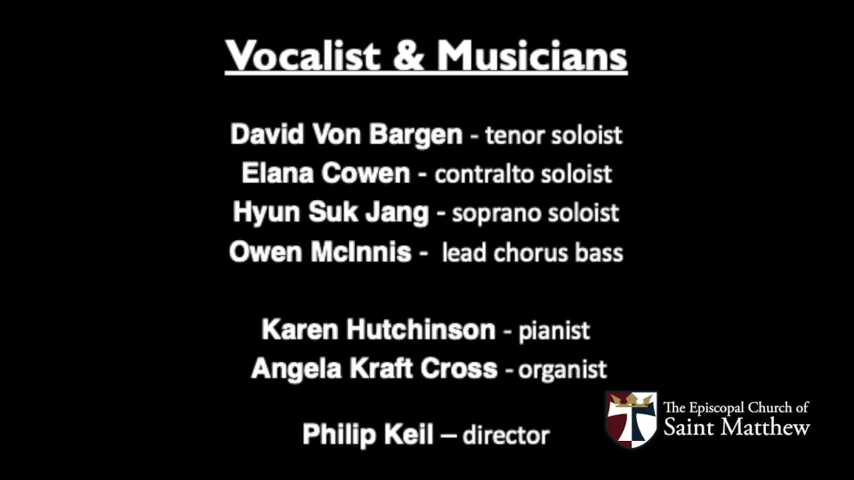 Vocalist & Musicians
David Von Bargen - tenor soloist
Elana Cowen - contralto soloist
Hyun Suk Jang - soprano soloist
Owen McInnis - lead chorus bass
Karen Hutchinson - pianist
Angela Kraft Cross - organist
Philip Keil – director
The Episcopal Church of
Saint Matthew